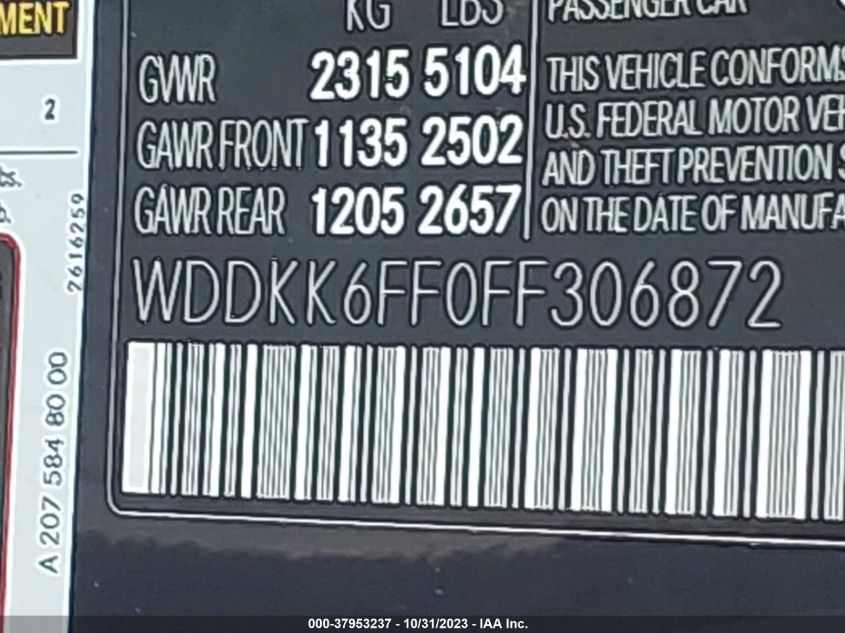 MENT
KG LBS
PASSENGER CAR
GVWR 2315 5104
THIS VEHICLE CONFORMS
2
U.S. FEDERAL MOTOR VEH
GAWR FRONT 1135 2502
AND THEFT PREVENTION S
GAWR REAR 1205 2657
ON THE DATE OF MANUFA
2616259
WDDKK6FF0FF306872
A 207 584 80 00
000-37953237 - 10/31/2023 - IAA Inc.